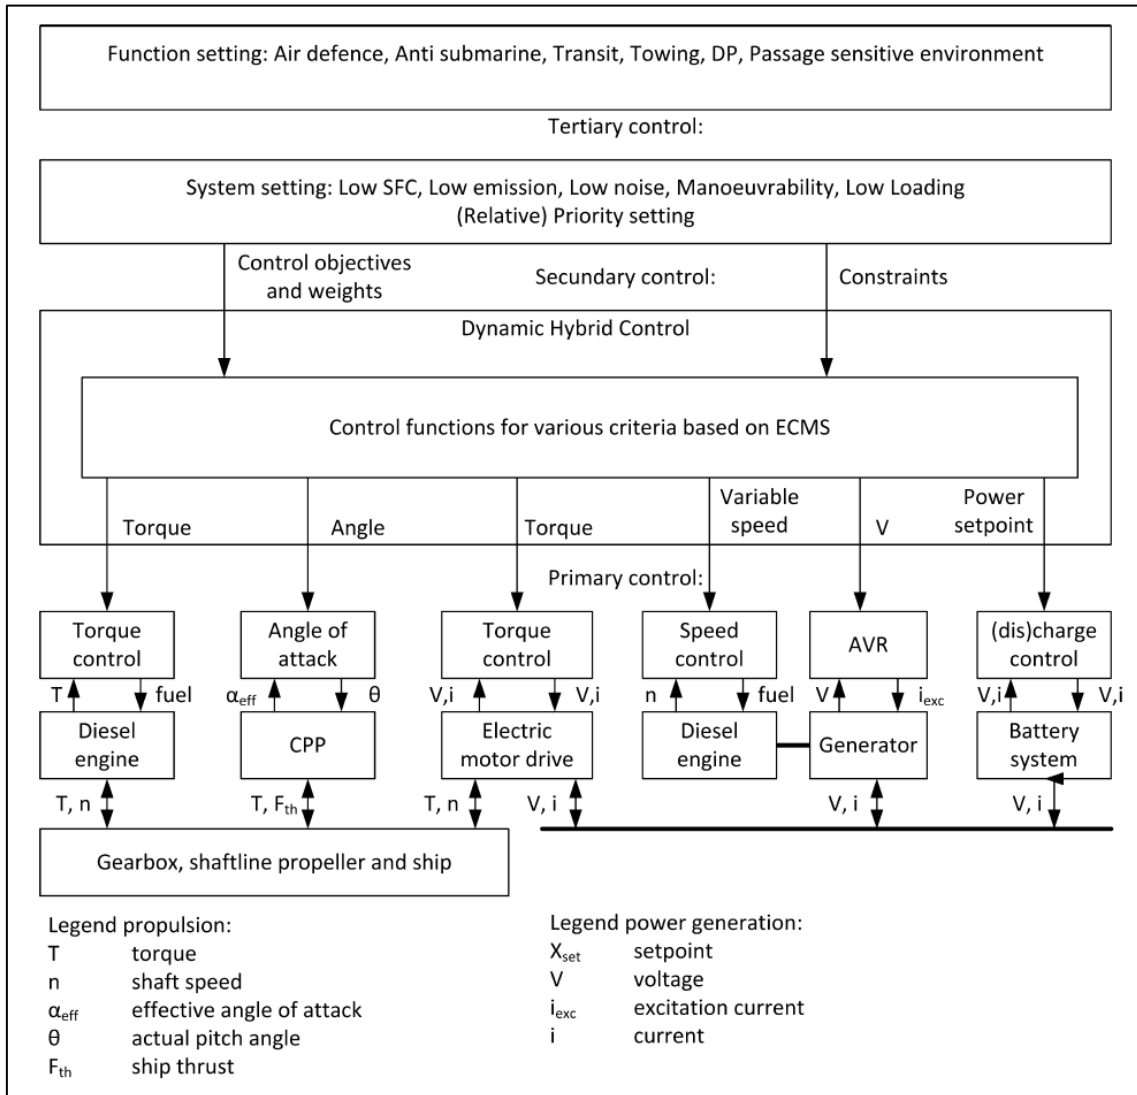 Function setting: Air defence, Anti submarine, Transit, Towing, DP, Passage sensitive environment
Tertiary control:
System setting: Low SFC, Low emission, Low noise, Manoeuvrability, Low Loading
(Relative) Priority setting
Control objectives
and weights
Secundary control:
Constraints
Dynamic Hybrid Control
Control functions for various criteria based on ECMS
Torque
Angle
Torque
Variable
speed
V
Power
setpoint
Primary control:
Torque
control
Angle of
attack
Torque
control
Speed
control
AVR
(dis)charge
control
T
fuel
αeff
θ
V,i
V,i
n
fuel
V
iexc
V,i
V,i
Diesel
engine
CPP
Electric
motor drive
Diesel
engine
Generator
Battery
system
T, n
T, Fth
T, n
V, i
V, i
V, i
Gearbox, shaftline propeller and ship
Legend propulsion:
T torque
n shaft speed
αeff effective angle of attack
θ actual pitch angle
Fth ship thrust
Legend power generation:
Xset setpoint
V voltage
iexc excitation current
i current